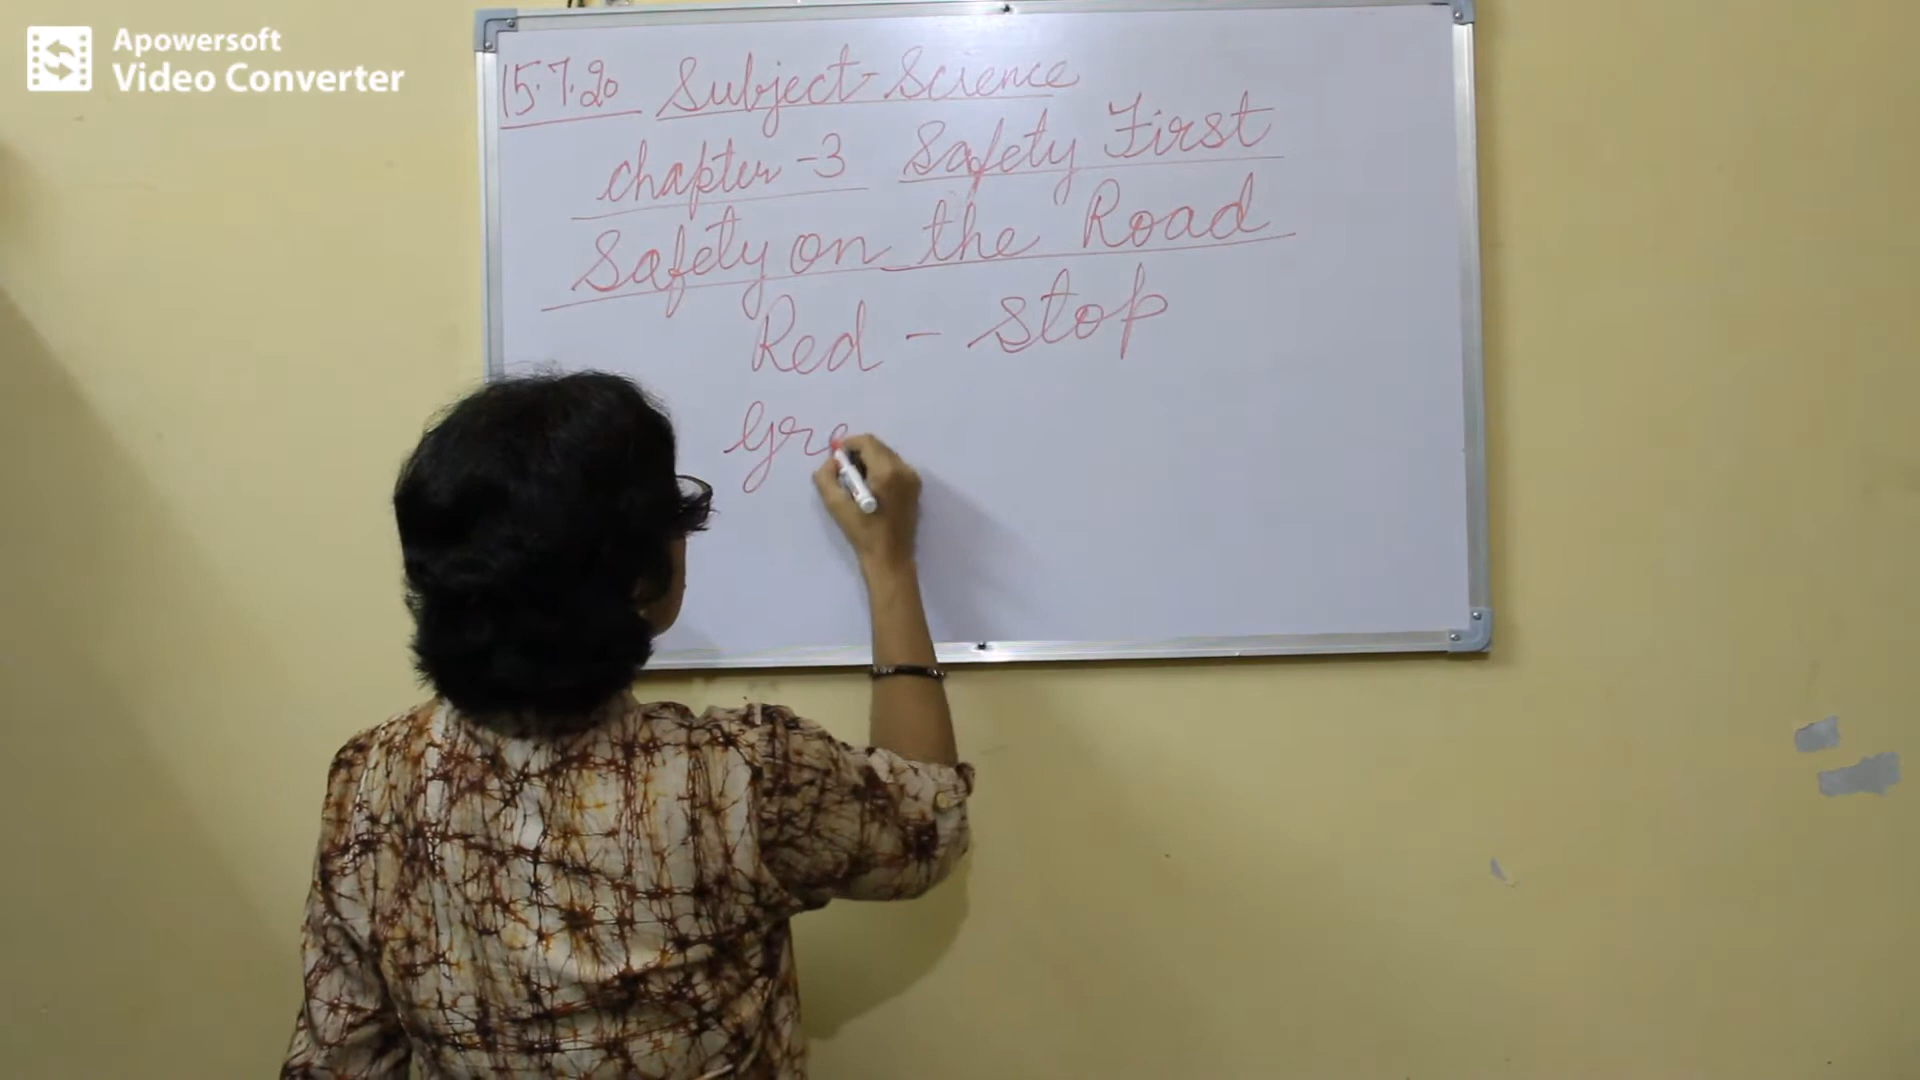 Apowersoft
Video Converter
15.7.20 Subject-Science
chapter-3 Safety First
Safety on the Road
Red - Stop
Gre